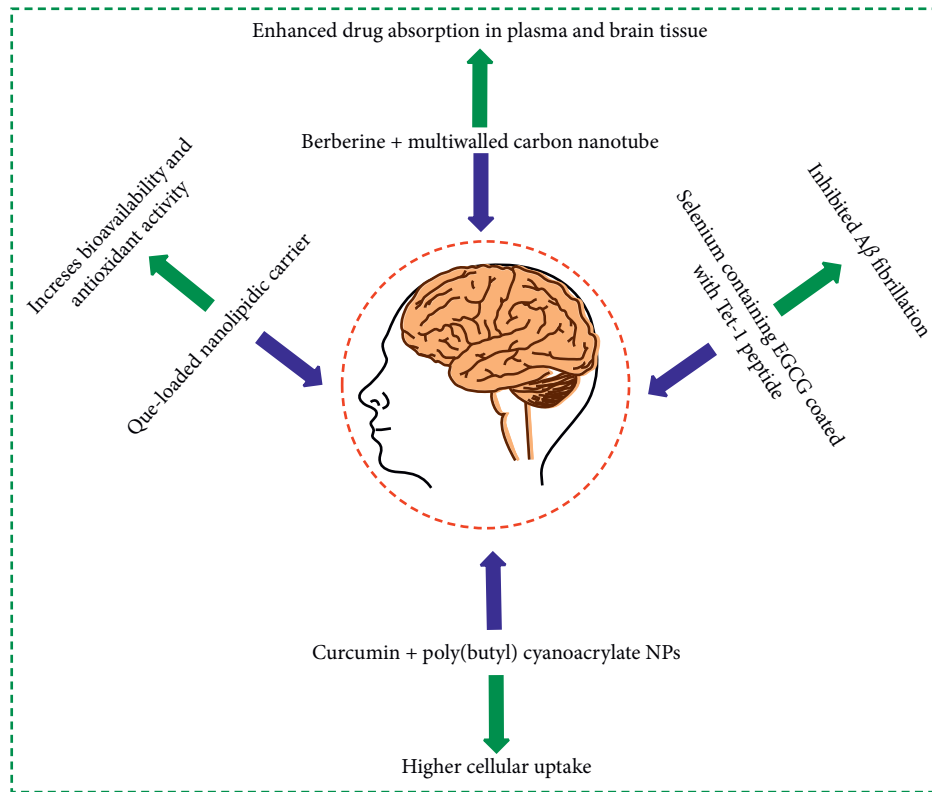 Enhanced drug absorption in plasma and brain tissue
Berberine + multiwalled carbon nanotube
Increses bioavailability and
antioxidant activity
Que-loaded nanolipidic carrier
Selenium containing EGCG coated
with Tet-1 peptide
Inhibited Aβ fibrillation
Curcumin + poly(butyl) cyanoacrylate NPs
Higher cellular uptake